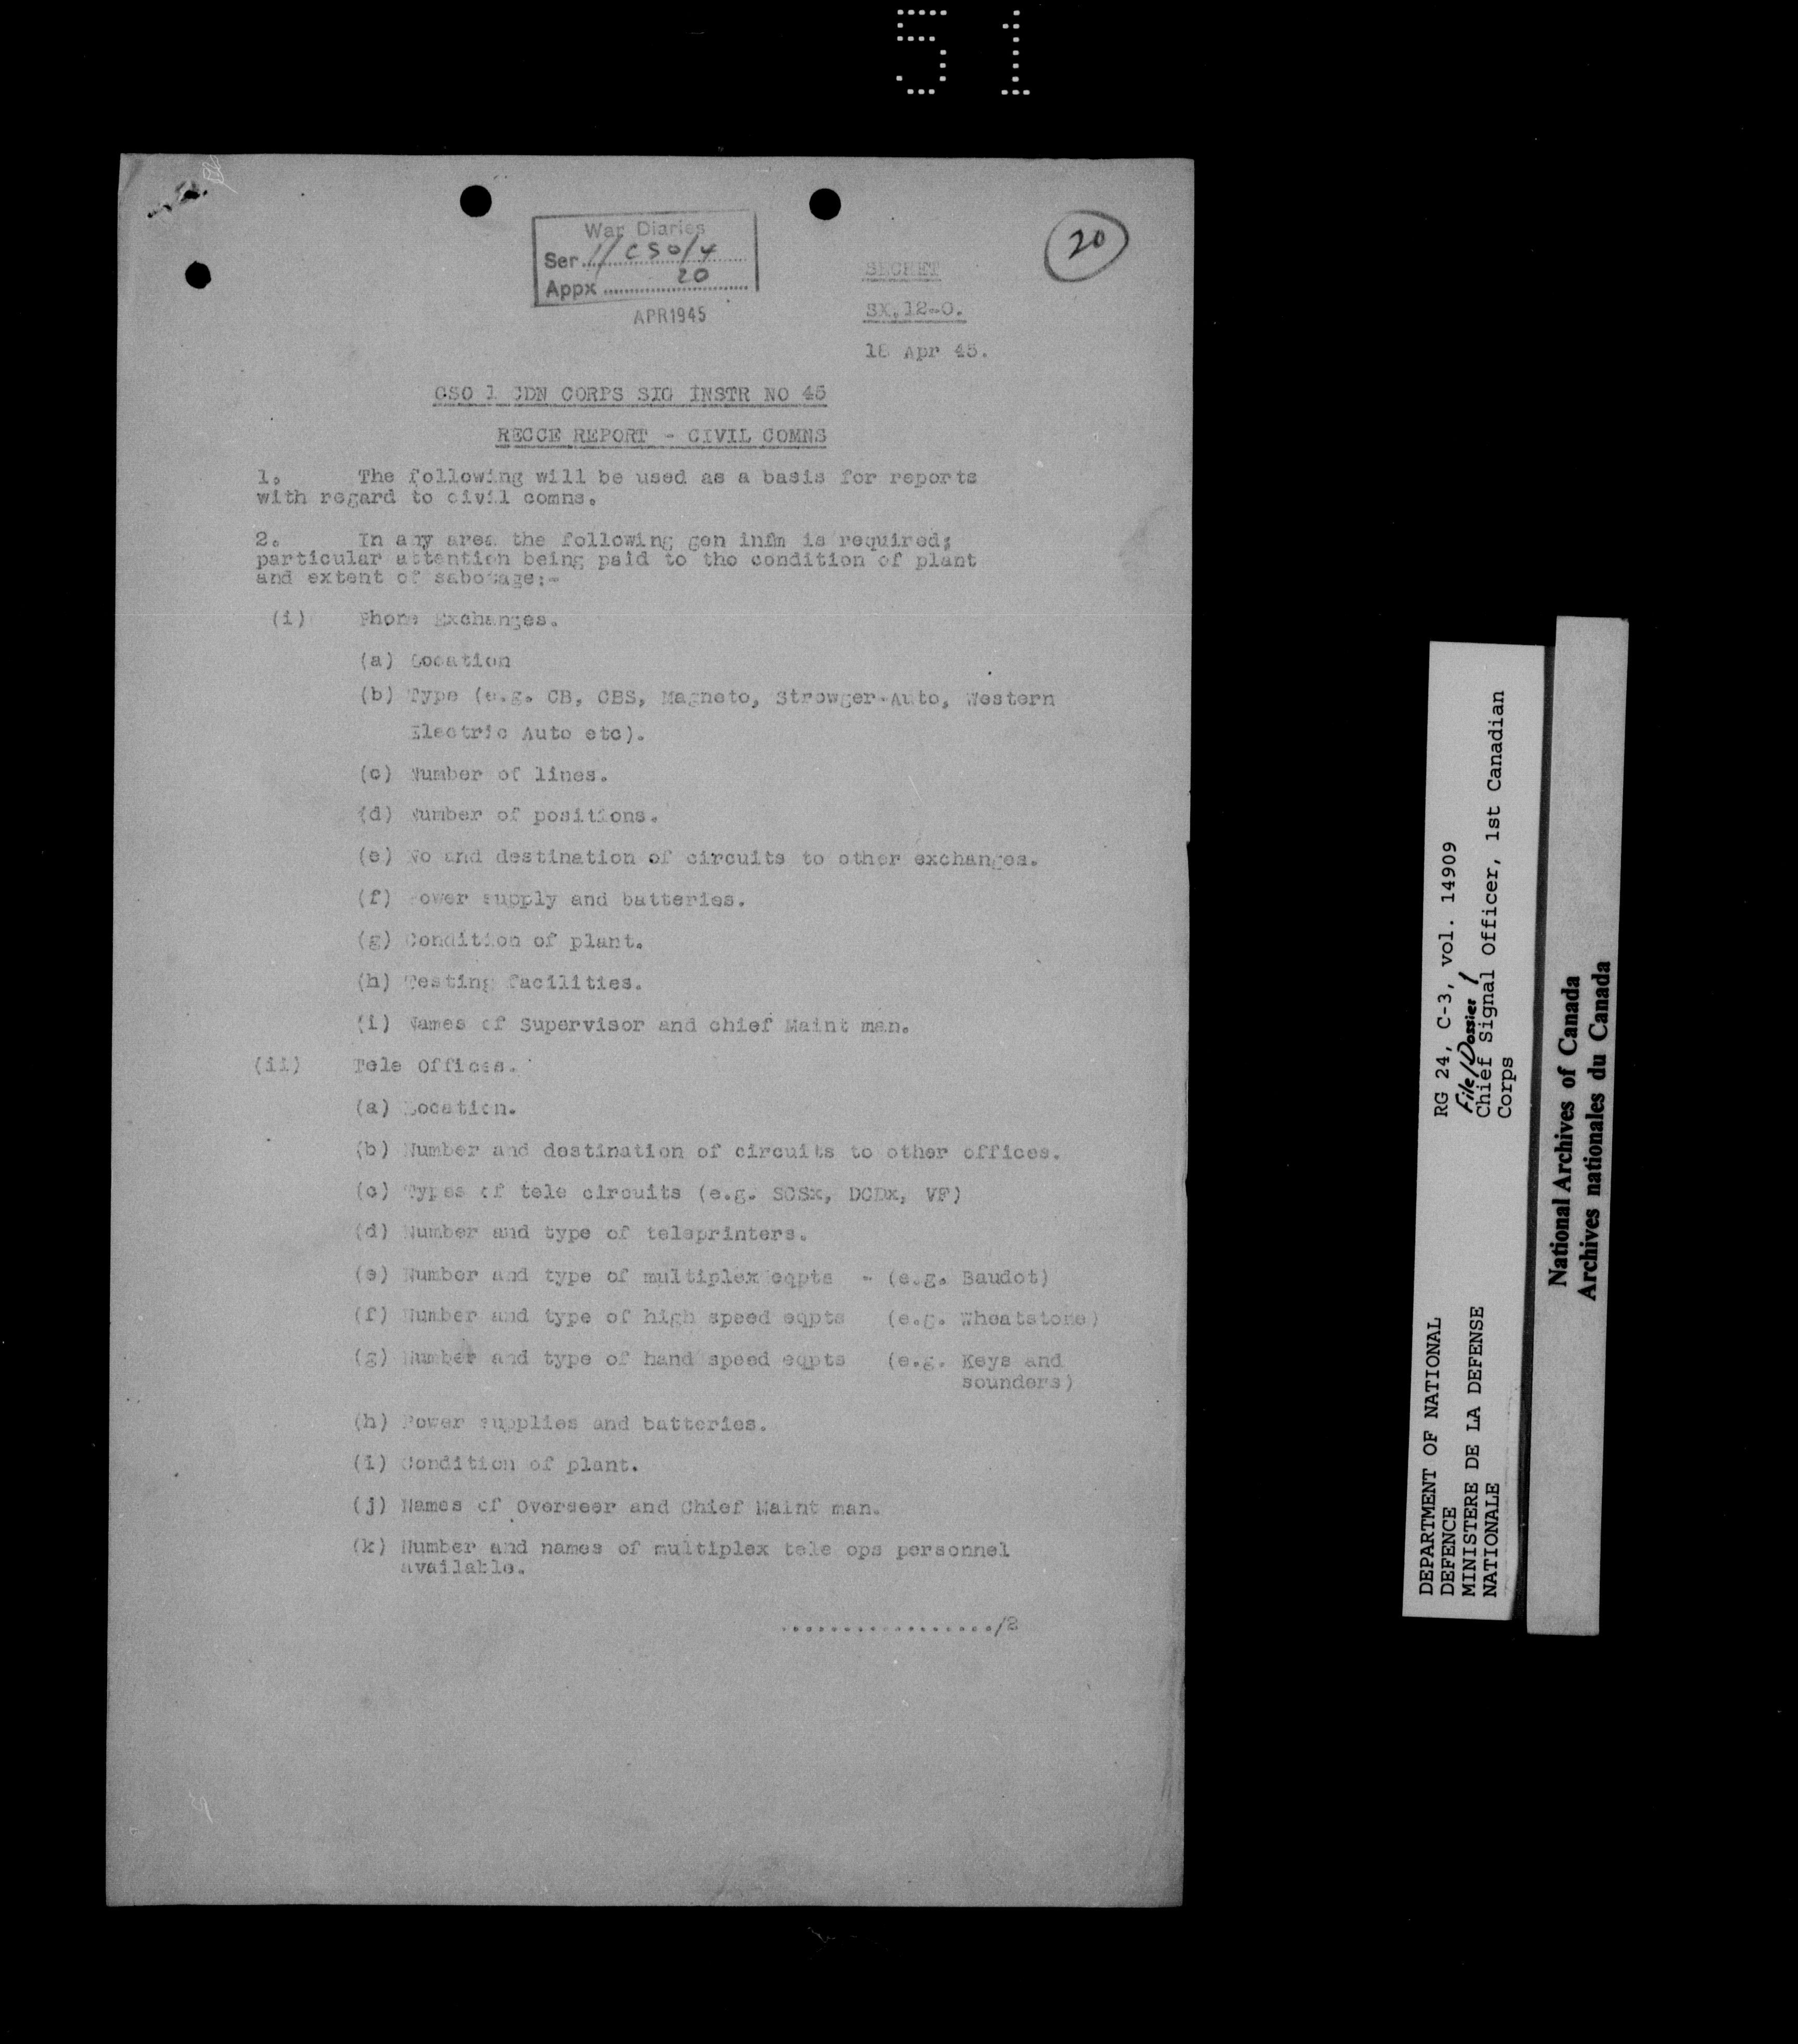 51
War Diaries
Ser 1/CSO/4
Appx 20
APR 1945
20
SECRET
SX.12-0.
18 Apr 45.
CSO 1 CDN CORPS SIG INSTR NO 45
RECCE REPORT - CIVIL COMNS
1. The following will be used as a basis for reports
with regard to civil comns.
2. In any area the following gen infm is required;
particular attention being paid to the condition of plant
and extent of sabotage:-
(i) Phone Exchanges.
(a) Location
(b) Type (e.g. CB, CBS, Magneto, Strowger-Auto, Western
Electric Auto etc).
(c) Number of lines.
(d) Number of positions.
(e) No and destination of circuits to other exchanges.
(f) Power supply and batteries.
(g) Condition of plant.
(h) Testing facilities.
(i) Names of Supervisor and chief Maint man.
(ii) Tele Offices.
(a) Location.
(b) Number and destination of circuits to other offices.
(c) Types of tele circuits (e.g. SCSx, DCDx, VF)
(d) Number and type of teleprinters.
(e) Number and type of multiplex eqpts - (e.g. Baudot)
(f) Number and type of high speed eqpts (e.g. Wheatstone)
(g) Number and type of hand speed eqpts (e.g. Keys and
sounders)
(h) Power supplies and batteries.
(i) Condition of plant.
(j) Names of Overseer and Chief Maint man.
(k) Number and names of multiplex tele ops personnel
available.
................./2
DEPARTMENT OF NATIONAL
DEFENCE
MINISTERE DE LA DEFENSE
NATIONALE
RG 24, C-3, vol. 14909
File/Dossier 1
Chief Signal Officer, 1st Canadian
Corps
National Archives of Canada
Archives nationales du Canada